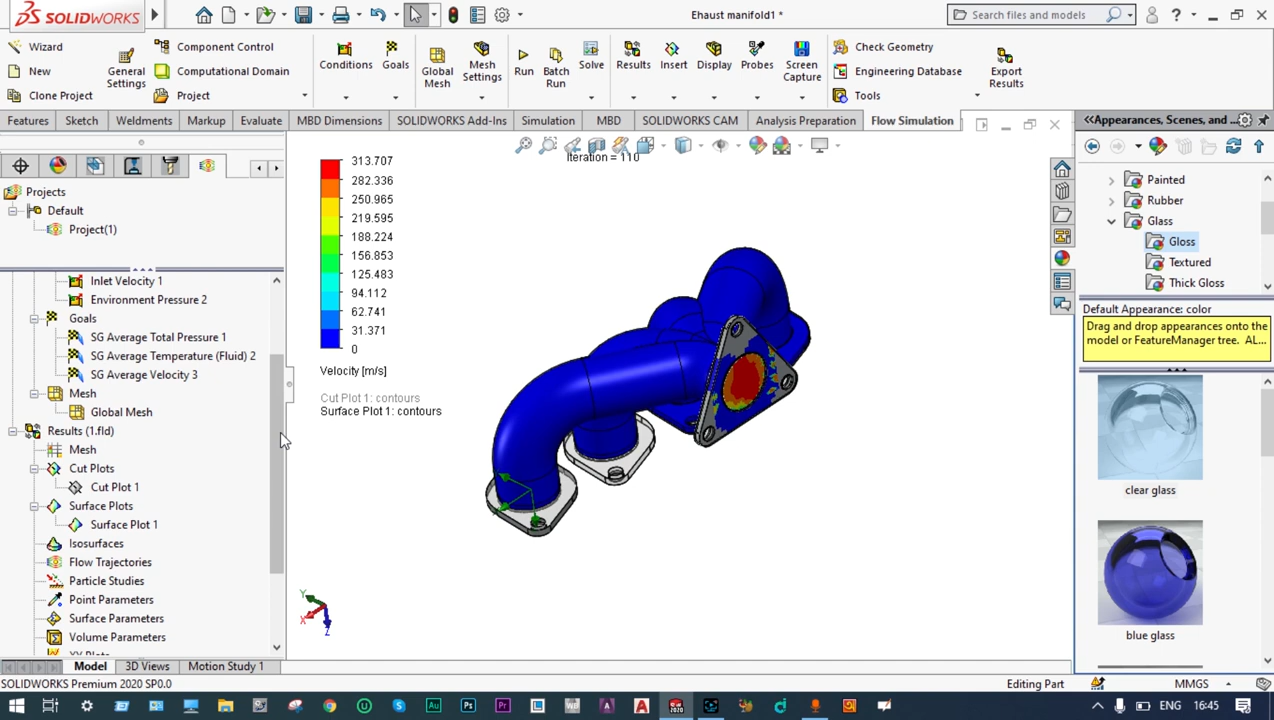 SOLIDWORKS
Ehaust manifold1 *
Search files and models
?
Wizard
New
Clone Project
General
Settings
Component Control
Computational Domain
Project
Conditions
Goals
Global
Mesh
Mesh
Settings
Run
Batch
Run
Solve
Results
Insert
Display
Probes
Screen
Capture
Check Geometry
Engineering Database
Tools
Export
Results
Features
Sketch
Weldments
Markup
Evaluate
MBD Dimensions
SOLIDWORKS Add-Ins
Simulation
MBD
SOLIDWORKS CAM
Analysis Preparation
Flow Simulation
Projects
Default
Project(1)
Inlet Velocity 1
Environment Pressure 2
Goals
SG Average Total Pressure 1
SG Average Temperature (Fluid) 2
SG Average Velocity 3
Mesh
Global Mesh
Results (1.fld)
Mesh
Cut Plots
Cut Plot 1
Surface Plots
Surface Plot 1
Isosurfaces
Flow Trajectories
Particle Studies
Point Parameters
Surface Parameters
Volume Parameters
XY Plots
Iteration = 110
313.707
282.336
250.965
219.595
188.224
156.853
125.483
94.112
62.741
31.371
0
Velocity [m/s]
Cut Plot 1: contours
Surface Plot 1: contours
Y
X
Z
Appearances, Scenes, and ...
Painted
Rubber
Glass
Gloss
Textured
Thick Gloss
Default Appearance: color
Drag and drop appearances onto the
model or FeatureManager tree. AL...
clear glass
blue glass
Model
3D Views
Motion Study 1
SOLIDWORKS Premium 2020 SP0.0
Editing Part
MMGS
Au
Ps
Pr
WP
2020
ENG
16:45